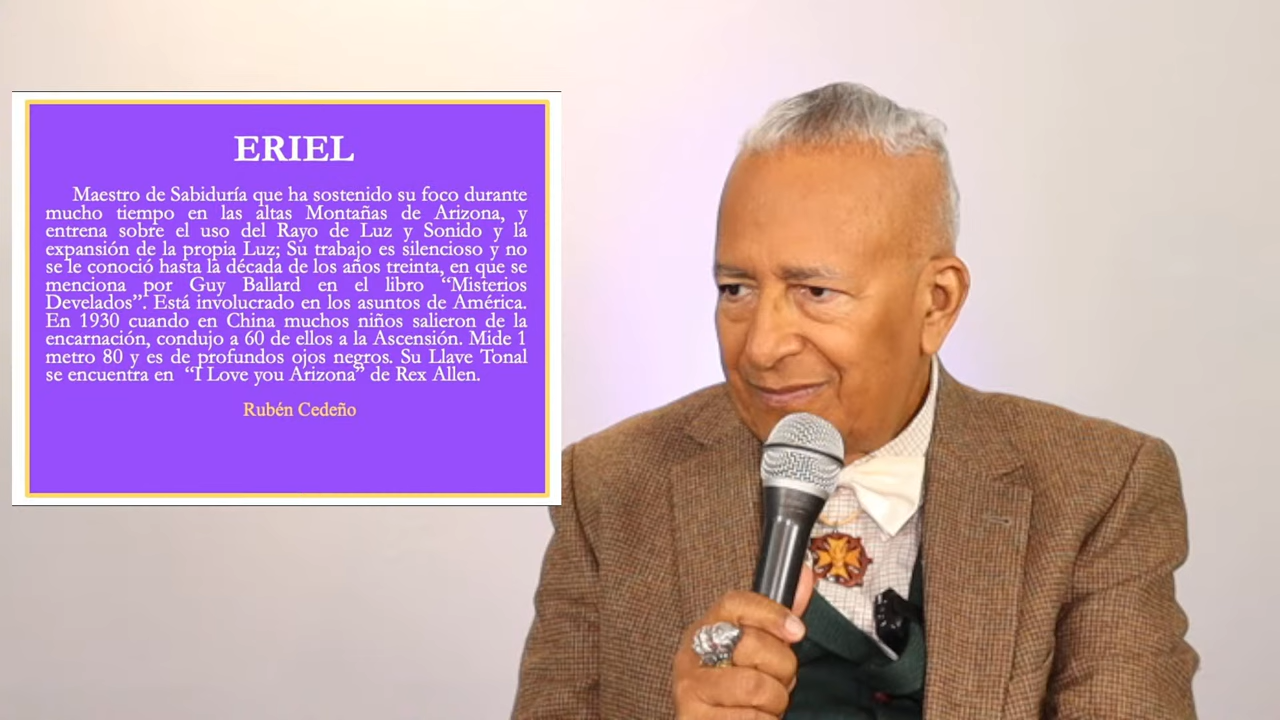 ERIEL
Maestro de Sabiduría que ha sostenido su foco durante
mucho tiempo en las altas Montañas de Arizona, y
entrena sobre el uso del Rayo de Luz y Sonido y la
expansión de la propia Luz; Su trabajo es silencioso y no
se le conoció hasta la década de los años treinta, en que se
menciona por Guy Ballard en el libro “Misterios
Develados”. Está involucrado en los asuntos de América.
En 1930 cuando en China muchos niños salieron de la
encarnación, condujo a 60 de ellos a la Ascensión. Mide 1
metro 80 y es de profundos ojos negros. Su Llave Tonal
se encuentra en “I Love you Arizona” de Rex Allen.
Rubén Cedeño